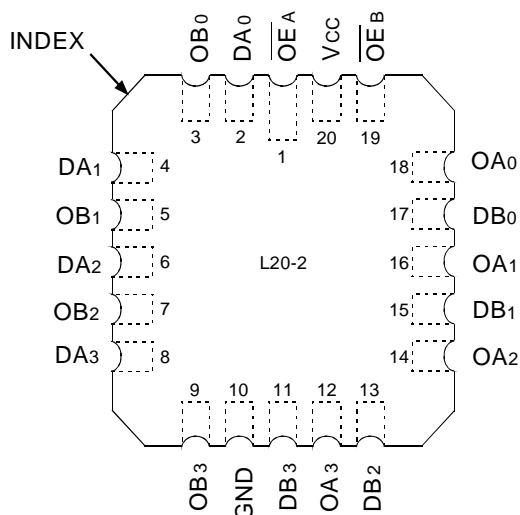 INDEX
OB0
DA0
OEA
VCC
OEB
3
2
1
20
19
DA1
4
18
OA0
OB1
5
17
DB0
DA2
6
L20-2
16
OA1
OB2
7
15
DB1
DA3
8
14
OA2
9
10
11
12
13
OB3
GND
DB3
OA3
DB2